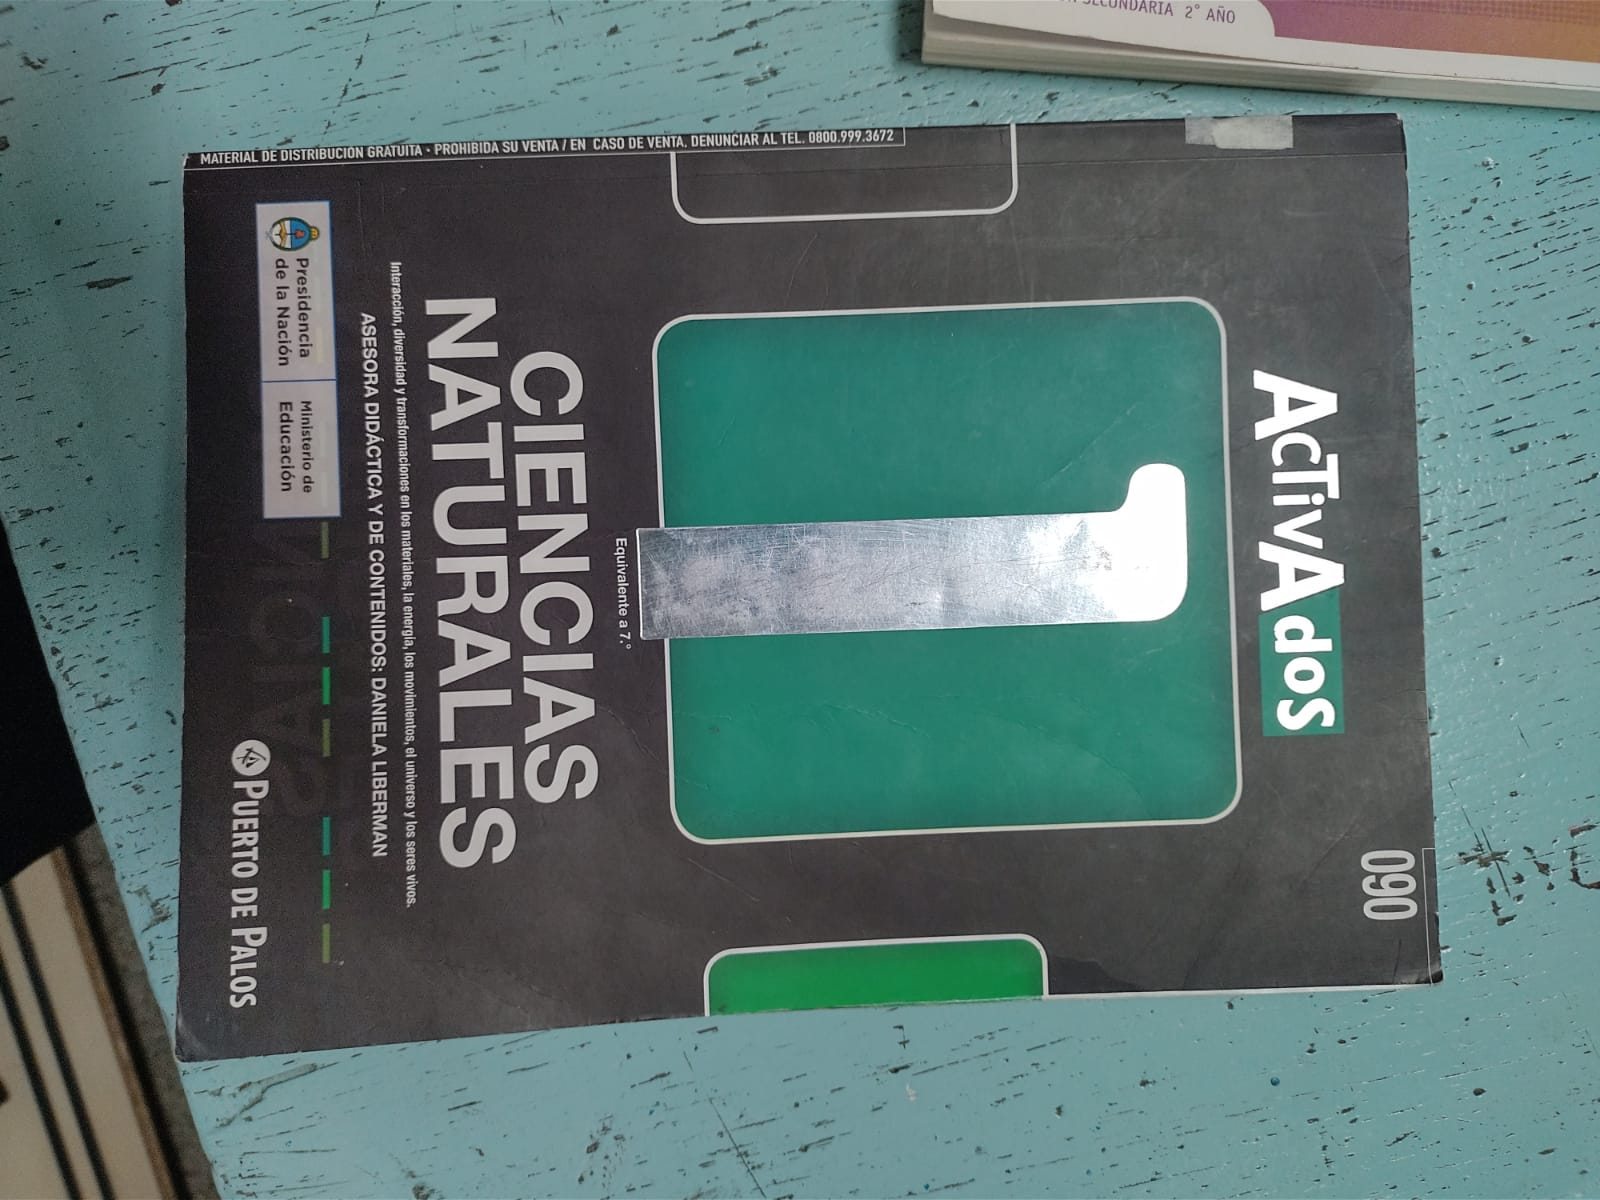 ACTIVAdos
090
1
Equivalente a 7.°
CIENCIAS
NATURALES
Interacción, diversidad y transformaciones en los materiales, la energía, los movimientos, el universo y los seres vivos.
ASESORA DIDÁCTICA Y DE CONTENIDOS: DANIELA LIBERMAN
Presidencia
de la Nación
Ministerio de
Educación
PUERTO DE PALOS
MATERIAL DE DISTRIBUCIÓN GRATUITA - PROHIBIDA SU VENTA / EN CASO DE VENTA, DENUNCIAR AL TEL. 0800.999.3672
SECUNDARIA 2° AÑO